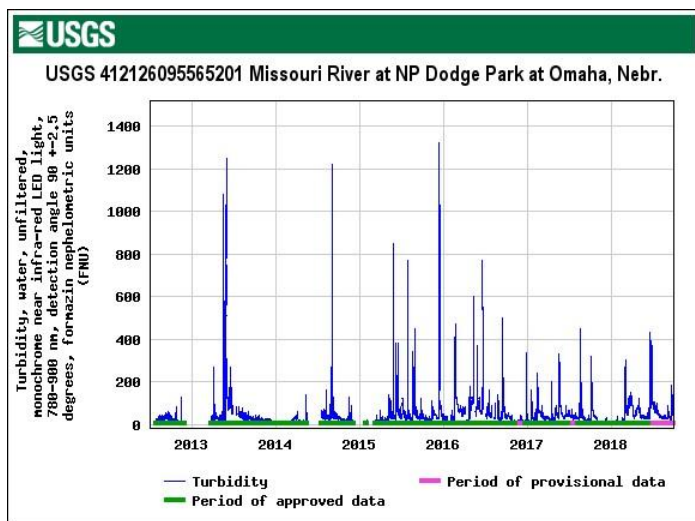 USGS
USGS 412126095565201 Missouri River at NP Dodge Park at Omaha, Nebr.
Turbidity, water, unfiltered,
monochrome near infra-red LED light,
780-900 nm, detection angle 90 +-2.5
degrees, formazin nephelometric units
(FNU)
1400
1200
1000
800
600
400
200
0
2013 2014 2015 2016 2017 2018
Turbidity
Period of provisional data
Period of approved data